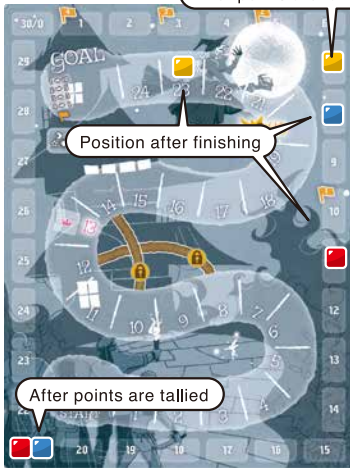 30/0 1 2
29 GOAL
24 23 22 21
28
Position after finishing
27 9
26 14 15 16 17 18 10
13
25 12
24 11 10 9 8 7 12
23 6 13
5
After points are tallied
START 14
20 19 18 17 16 15